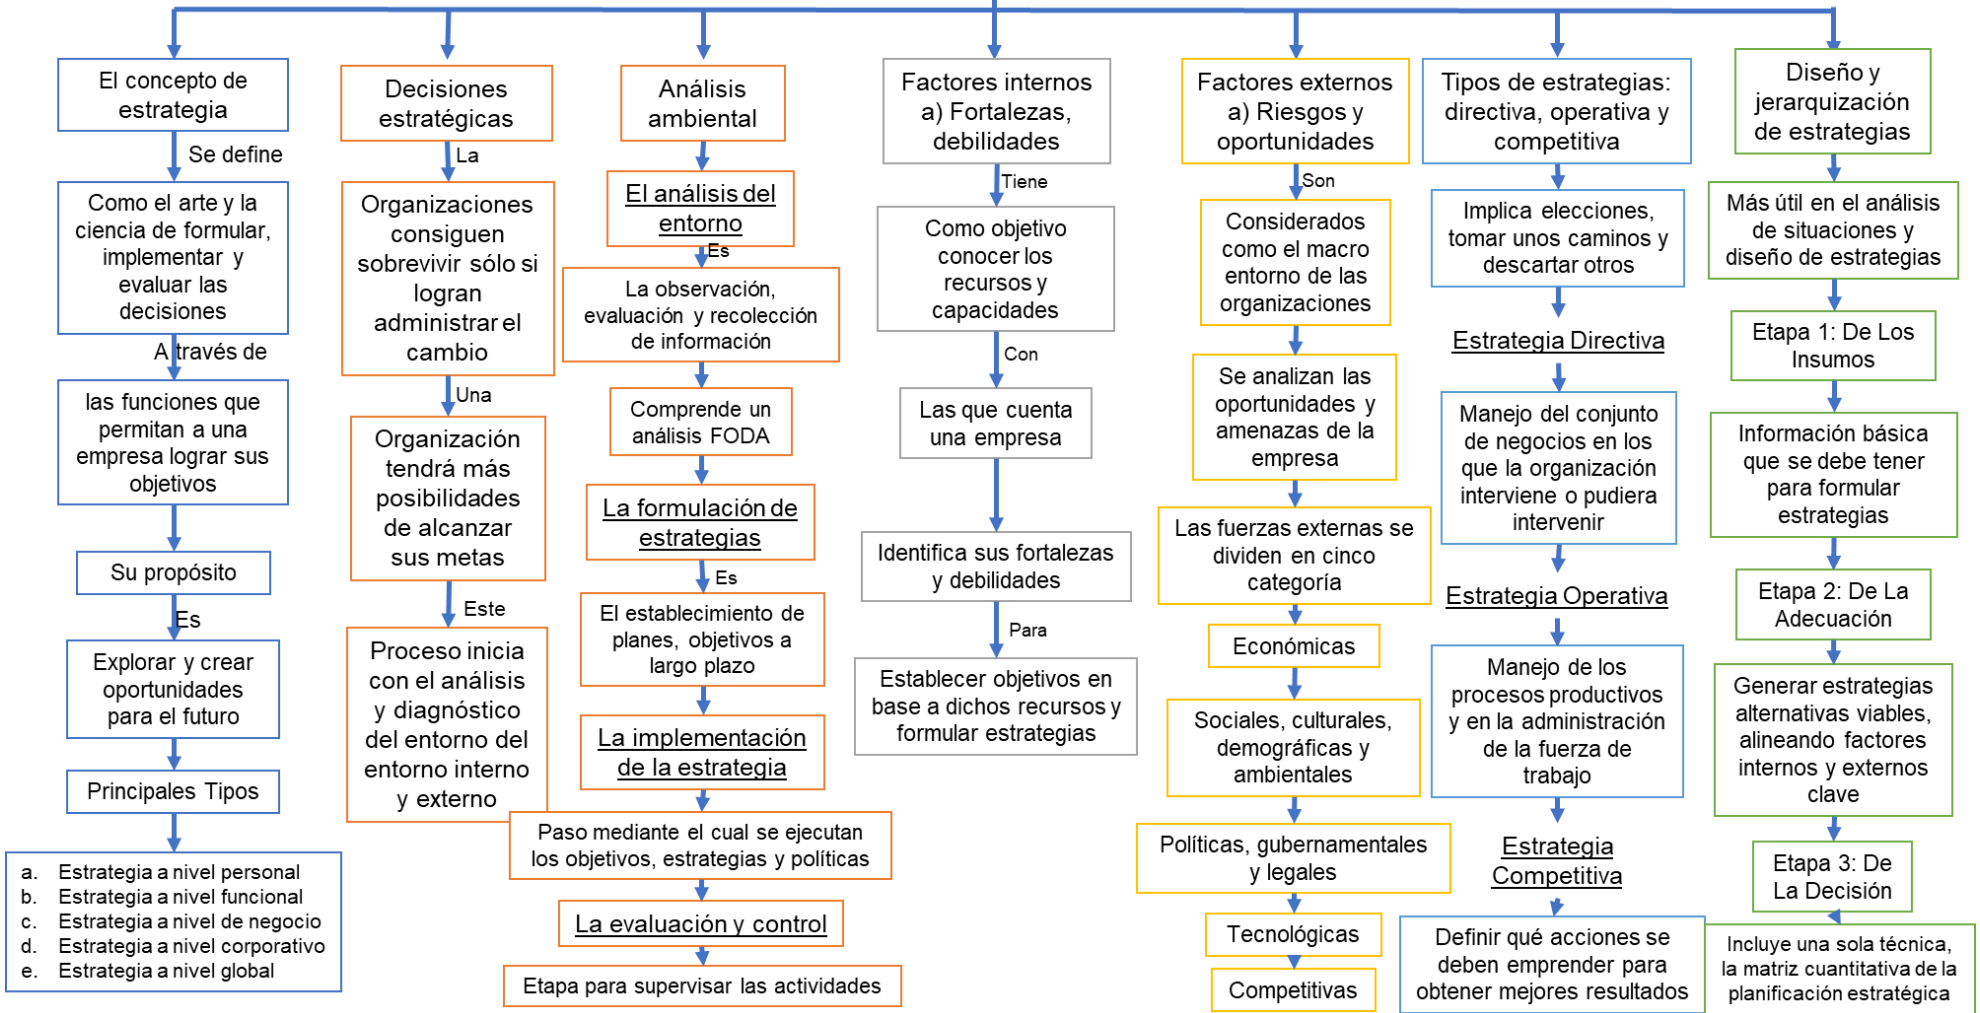 El concepto de
estrategia
Se define
Como el arte y la
ciencia de formular,
implementar y
evaluar las
decisiones
A través de
las funciones que
permitan a una
empresa lograr sus
objetivos
Su propósito
Es
Explorar y crear
oportunidades
para el futuro
Principales Tipos
a. Estrategia a nivel personal
b. Estrategia a nivel funcional
c. Estrategia a nivel de negocio
d. Estrategia a nivel corporativo
e. Estrategia a nivel global
Decisiones
estratégicas
La
Organizaciones
consiguen
sobrevivir sólo si
logran
administrar el
cambio
Una
Organización
tendrá más
posibilidades
de alcanzar
sus metas
Este
Proceso inicia
con el análisis
y diagnóstico
del entorno del
entorno interno
y externo
Análisis
ambiental
El análisis del
entorno
Es
La observación,
evaluación y recolección
de información
Comprende un
análisis FODA
La formulación de
estrategias
Es
El establecimiento de
planes, objetivos a
largo plazo
La implementación
de la estrategia
Paso mediante el cual se ejecutan
los objetivos, estrategias y políticas
La evaluación y control
Etapa para supervisar las actividades
Factores internos
a) Fortalezas,
debilidades
Tiene
Como objetivo
conocer los
recursos y
capacidades
Con
Las que cuenta
una empresa
Identifica sus fortalezas
y debilidades
Para
Establecer objetivos en
base a dichos recursos y
formular estrategias
Factores externos
a) Riesgos y
oportunidades
Son
Considerados
como el macro
entorno de las
organizaciones
Se analizan las
oportunidades y
amenazas de la
empresa
Las fuerzas externas se
dividen en cinco
categoría
Económicas
Sociales, culturales,
demográficas y
ambientales
Políticas, gubernamentales
y legales
Tecnológicas
Competitivas
Tipos de estrategias:
directiva, operativa y
competitiva
Implica elecciones,
tomar unos caminos y
descartar otros
Estrategia Directiva
Manejo del conjunto
de negocios en los
que la organización
interviene o pudiera
intervenir
Estrategia Operativa
Manejo de los
procesos productivos
y en la administración
de la fuerza de
trabajo
Estrategia
Competitiva
Definir qué acciones se
deben emprender para
obtener mejores resultados
Diseño y
jerarquización
de estrategias
Más útil en el análisis
de situaciones y
diseño de estrategias
Etapa 1: De Los
Insumos
Información básica
que se debe tener
para formular
estrategias
Etapa 2: De La
Adecuación
Generar estrategias
alternativas viables,
alineando factores
internos y externos
clave
Etapa 3: De
La Decisión
Incluye una sola técnica,
la matriz cuantitativa de la
planificación estratégica